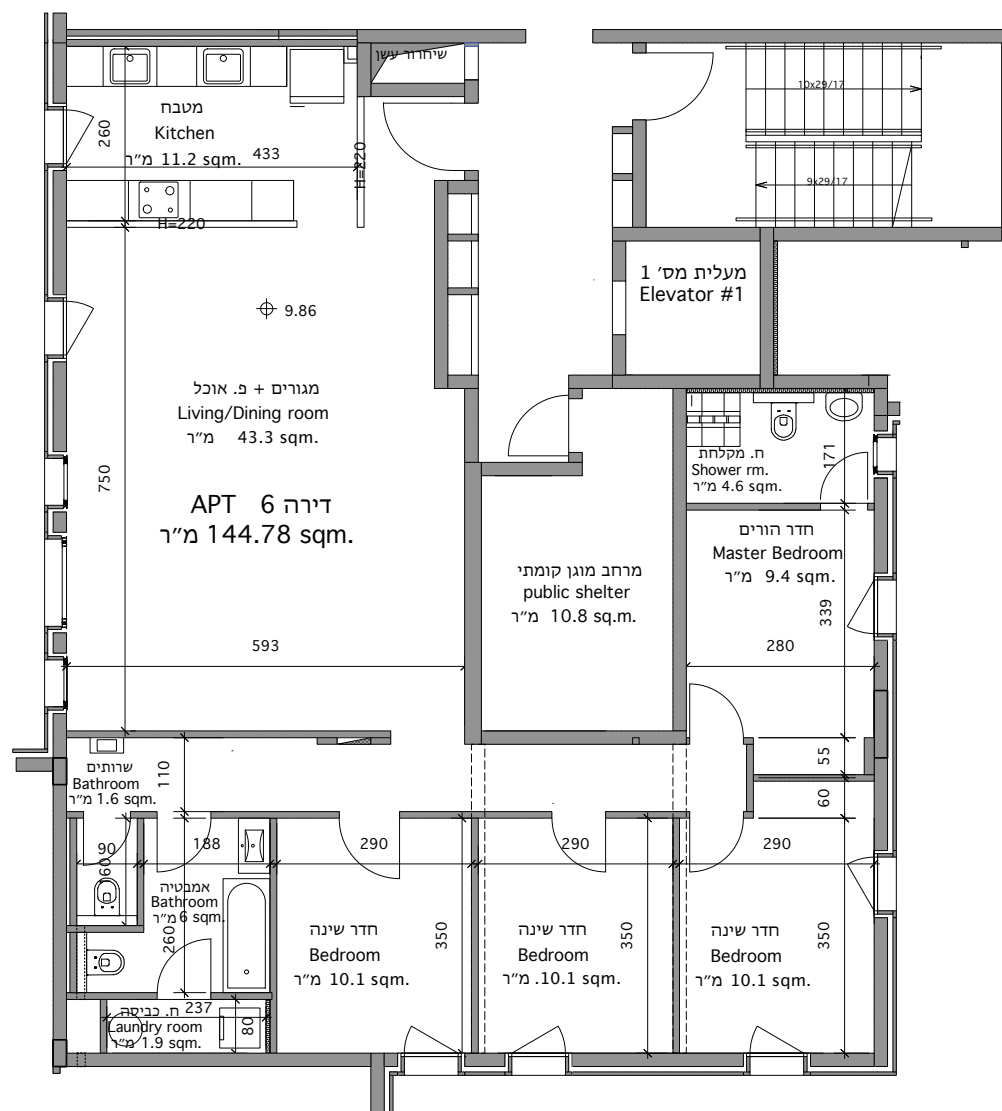 שיחרור עשן
10x29/17
מטבח
Kitchen
11.2 sqm. מ״ר
260
433
H=220
9x29/17
H=220
מעלית מס׳ 1
Elevator #1
9.86
מגורים + פ. אוכל
Living/Dining room
43.3 sqm. מ״ר
750
APT 6 דירה
144.78 sqm. מ״ר
593
ח. מקלחת
Shower rm.
4.6 sqm. מ״ר
171
חדר הורים
Master Bedroom
9.4 sqm. מ״ר
339
280
מרחב מוגן קומתי
public shelter
10.8 sq.m. מ״ר
55
60
שרותים
Bathroom
1.6 sqm. מ״ר
110
90
188
290
290
290
אמבטיה
Bathroom
6 sqm. מ״ר
260
חדר שינה
Bedroom
10.1 sqm. מ״ר
350
חדר שינה
Bedroom
10.1. sqm. מ״ר
350
חדר שינה
Bedroom
10.1 sqm. מ״ר
350
237
ח. כביסה
Laundry room
1.9 sqm. מ״ר
80